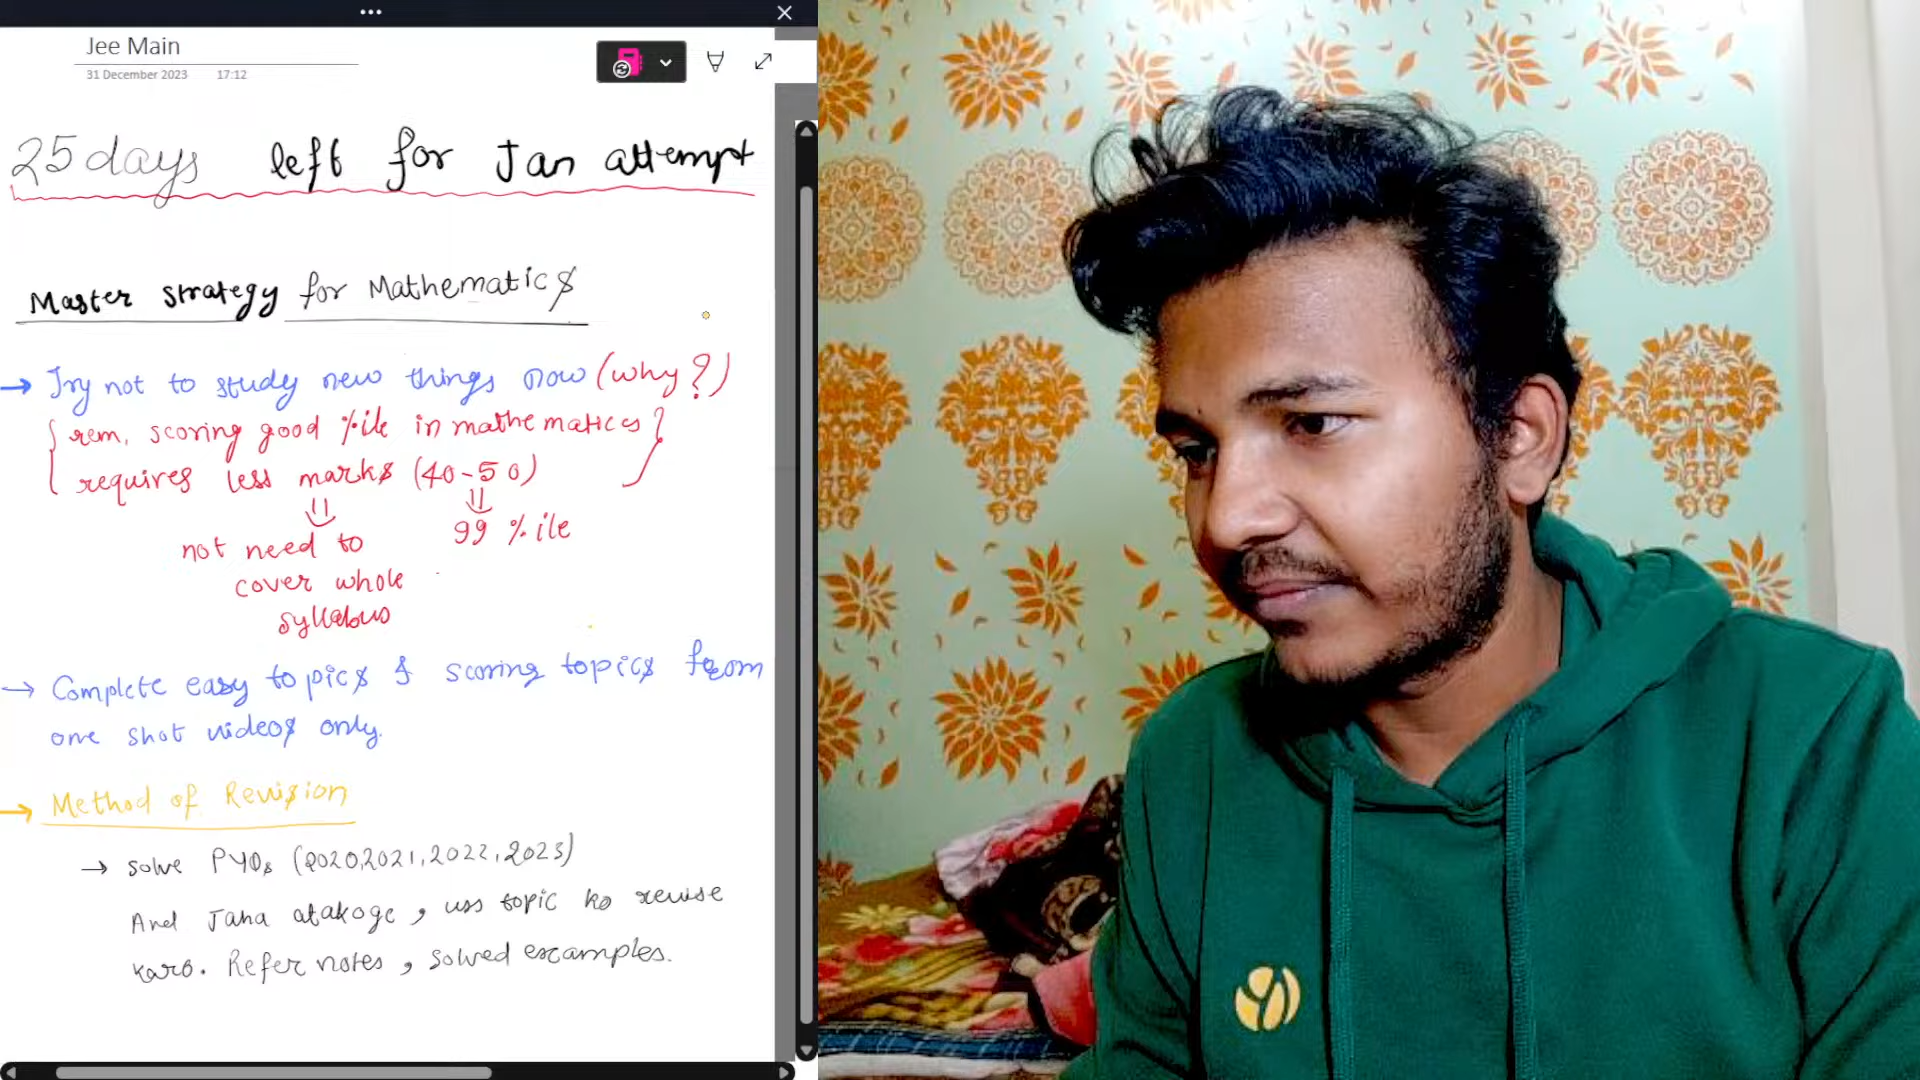 Jee Main
31 December 2023 17:12
25 days left for Jan attempt
Master strategy for Mathematics
→ Try not to study new things now (why?)
{ rem, scoring good %ile in mathematices }
requires less marks (40-50)
not need to cover whole syllabus
99 %ile
→ Complete easy topics & scoring topics from
one shot videos only.
→ Method of Revision
→ solve PYQs (2020,2021,2022,2023)
And Jaha atakoge, uss topic ko revise
karo. Refer notes, solved examples.